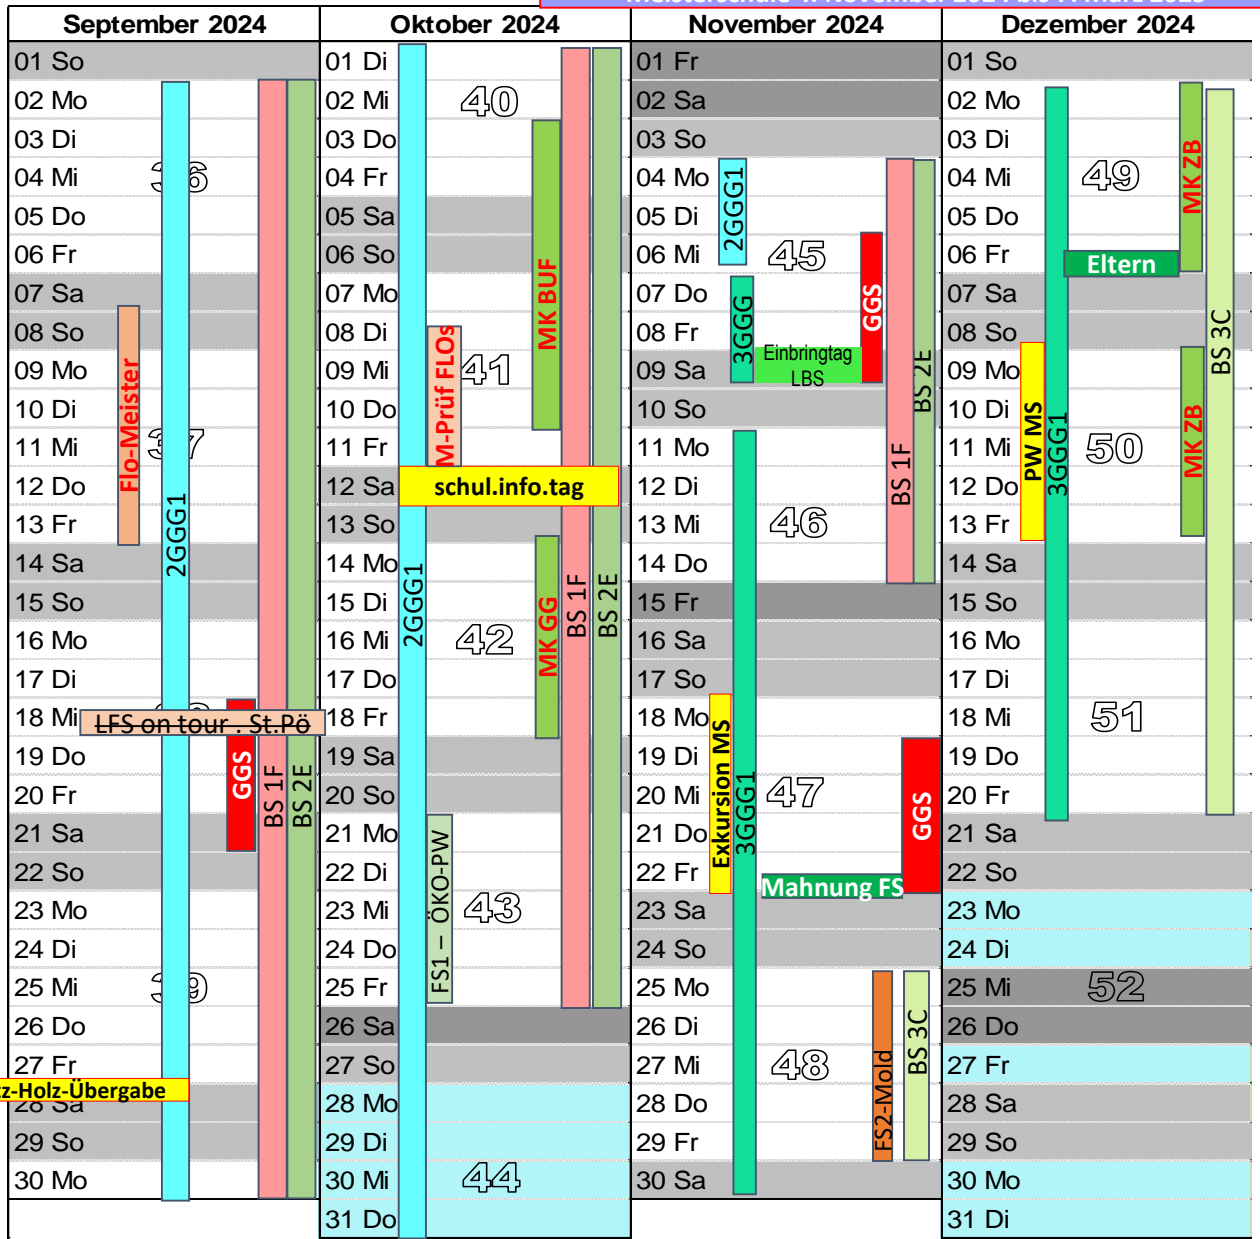 Meisterschule 4. November 2024 bis 7. März 2025
September 2024
01 So
02 Mo
03 Di
04 Mi
36
05 Do
06 Fr
07 Sa
08 So
09 Mo
10 Di
11 Mi
37
12 Do
13 Fr
14 Sa
15 So
16 Mo
17 Di
18 Mi
19 Do
20 Fr
21 Sa
22 So
23 Mo
24 Di
25 Mi
39
26 Do
27 Fr
28 Sa
29 So
30 Mo
Flo-Meister
2GGG1
LFS on tour . St.Pö
GGS
BS 1F
BS 2E
z-Holz-Übergabe
Oktober 2024
01 Di
02 Mi
40
03 Do
04 Fr
05 Sa
06 So
07 Mo
08 Di
09 Mi
41
10 Do
11 Fr
12 Sa
13 So
14 Mo
15 Di
16 Mi
42
17 Do
18 Fr
19 Sa
20 So
21 Mo
22 Di
23 Mi
43
24 Do
25 Fr
26 Sa
27 So
28 Mo
29 Di
30 Mi
44
31 Do
2GGG1
M-Prüf FLOs
MK BUF
schul.info.tag
MK GG
BS 1F
BS 2E
FS1 – ÖKO-PW
November 2024
01 Fr
02 Sa
03 So
04 Mo
05 Di
06 Mi
45
07 Do
08 Fr
09 Sa
10 So
11 Mo
12 Di
13 Mi
46
14 Do
15 Fr
16 Sa
17 So
18 Mo
19 Di
20 Mi
47
21 Do
22 Fr
23 Sa
24 So
25 Mo
26 Di
27 Mi
48
28 Do
29 Fr
30 Sa
2GGG1
3GGG
Einbringtag
LBS
GGS
BS 1F
BS 2E
Exkursion MS
3GGG1
GGS
Mahnung FS
FS2-Mold
BS 3C
Dezember 2024
01 So
02 Mo
03 Di
04 Mi
49
05 Do
06 Fr
07 Sa
08 So
09 Mo
10 Di
11 Mi
50
12 Do
13 Fr
14 Sa
15 So
16 Mo
17 Di
18 Mi
51
19 Do
20 Fr
21 Sa
22 So
23 Mo
24 Di
25 Mi
52
26 Do
27 Fr
28 Sa
29 So
30 Mo
31 Di
MK ZB
Eltern
PW MS
3GGG1
MK ZB
BS 3C